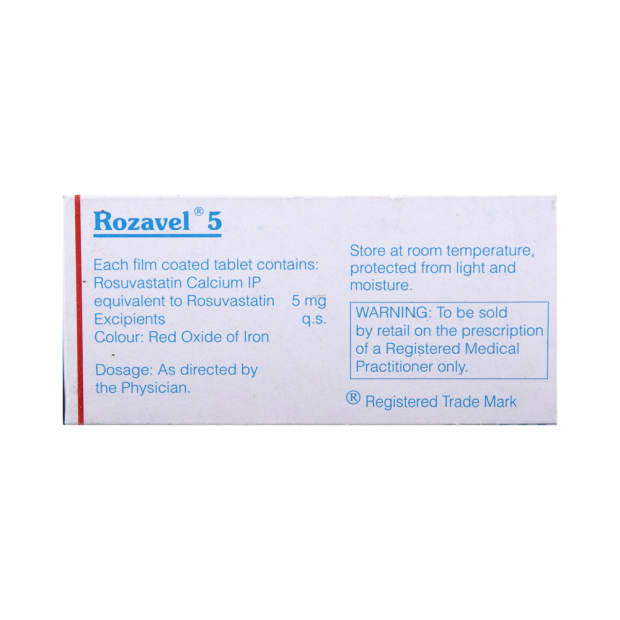 Rozavel® 5
Each film coated tablet contains:
Rosuvastatin Calcium IP
equivalent to Rosuvastatin 5 mg
Excipients q.s.
Colour: Red Oxide of Iron
Dosage: As directed by
the Physician.
Store at room temperature,
protected from light and
moisture.
WARNING: To be sold
by retail on the prescription
of a Registered Medical
Practitioner only.
® Registered Trade Mark